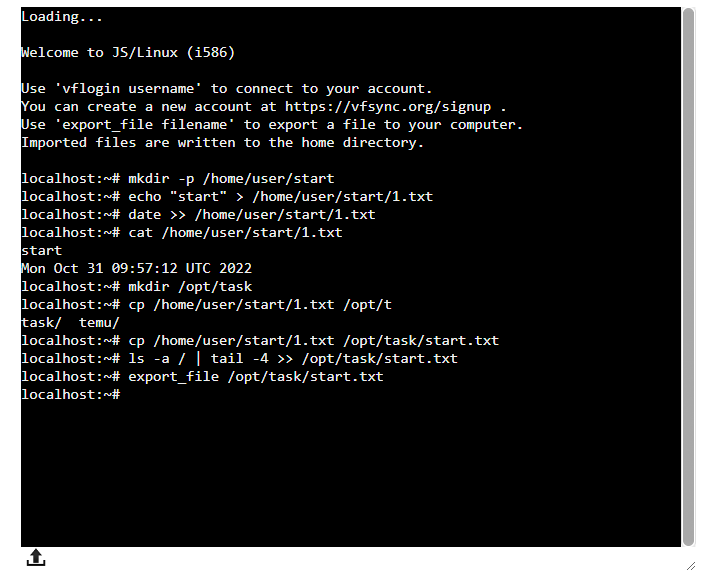 Loading...
Welcome to JS/Linux (i586)
Use 'vflogin username' to connect to your account.
You can create a new account at https://vfsync.org/signup .
Use 'export_file filename' to export a file to your computer.
Imported files are written to the home directory.
localhost:~# mkdir -p /home/user/start
localhost:~# echo "start" > /home/user/start/1.txt
localhost:~# date >> /home/user/start/1.txt
localhost:~# cat /home/user/start/1.txt
start
Mon Oct 31 09:57:12 UTC 2022
localhost:~# mkdir /opt/task
localhost:~# cp /home/user/start/1.txt /opt/t
task/  temu/
localhost:~# cp /home/user/start/1.txt /opt/task/start.txt
localhost:~# ls -a / | tail -4 >> /opt/task/start.txt
localhost:~# export_file /opt/task/start.txt
localhost:~#